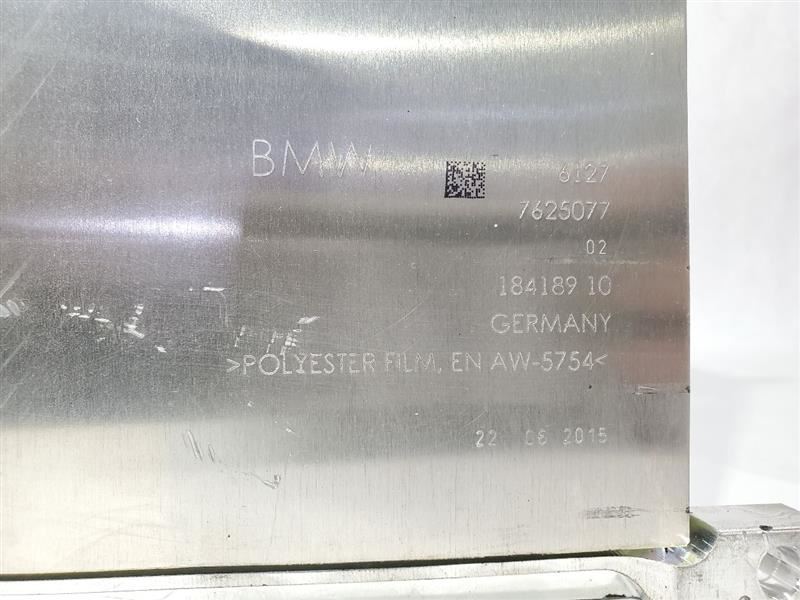 BMW
6127
7625077
02
184189 10
GERMANY
>POLYESTER FILM, EN AW-5754<
22 06 2015